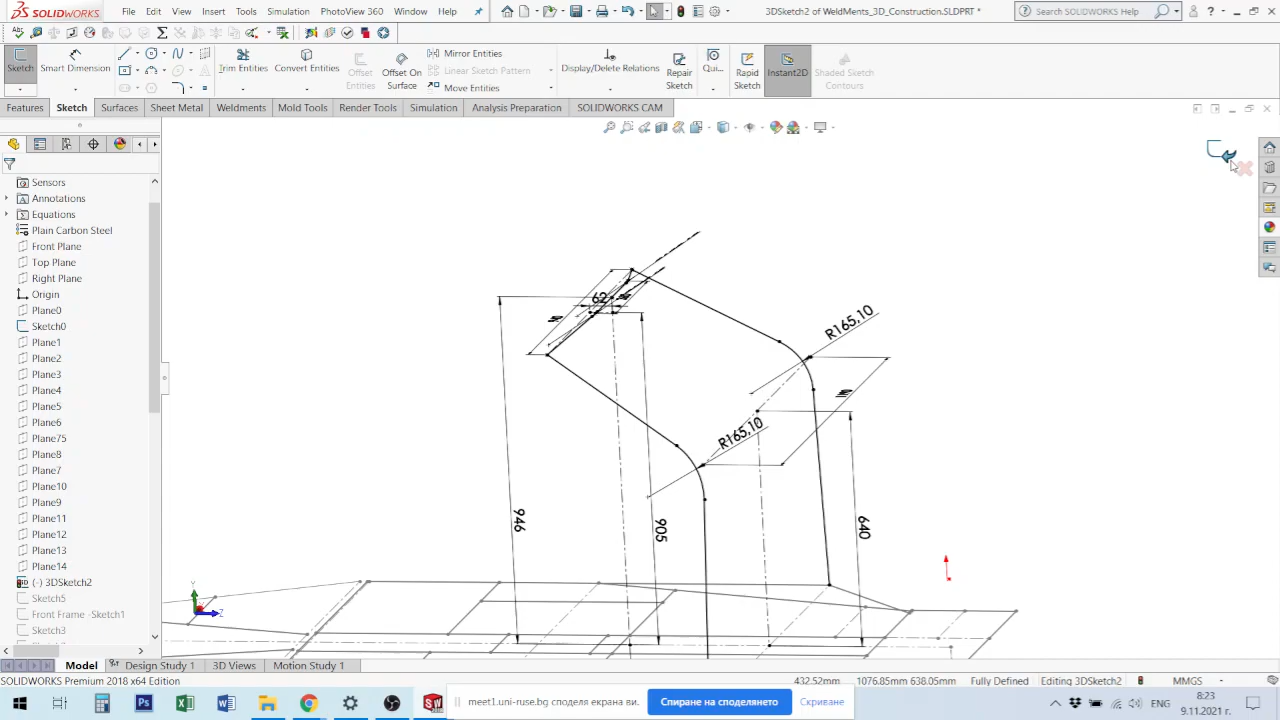 SOLIDWORKS File Edit View Insert Tools Simulation PhotoView 360 Window Help 3DSketch2 of WeldMents_3D_Construction.SLDPRT * Search SOLIDWORKS Help
Sketch Smart Dimension Trim Entities Convert Entities Offset Entities Offset On Surface Mirror Entities Linear Sketch Pattern Move Entities Display/Delete Relations Repair Sketch Qui... Rapid Sketch Instant2D Shaded Sketch Contours
Features Sketch Surfaces Sheet Metal Weldments Mold Tools Render Tools Simulation Analysis Preparation SOLIDWORKS CAM
Sensors
Annotations
Equations
Plain Carbon Steel
Front Plane
Top Plane
Right Plane
Origin
Plane0
Sketch0
Plane1
Plane2
Plane3
Plane4
Plane5
Plane6
Plane75
Plane8
Plane7
Plane10
Plane9
Plane11
Plane12
Plane13
Plane14
(-) 3DSketch2
Sketch5
Front Frame -Sketch1
Sketch3
62
R165,10
R165,10
946
905
640
Y
Z
Model Design Study 1 3D Views Motion Study 1
SOLIDWORKS Premium 2018 x64 Edition 432.52mm 1076.85mm 638.05mm Fully Defined Editing 3DSketch2 MMGS
meet1.uni-ruse.bg споделя екрана ви. Спиране на споделянето Скриване
ENG 8:23
9.11.2021 г.